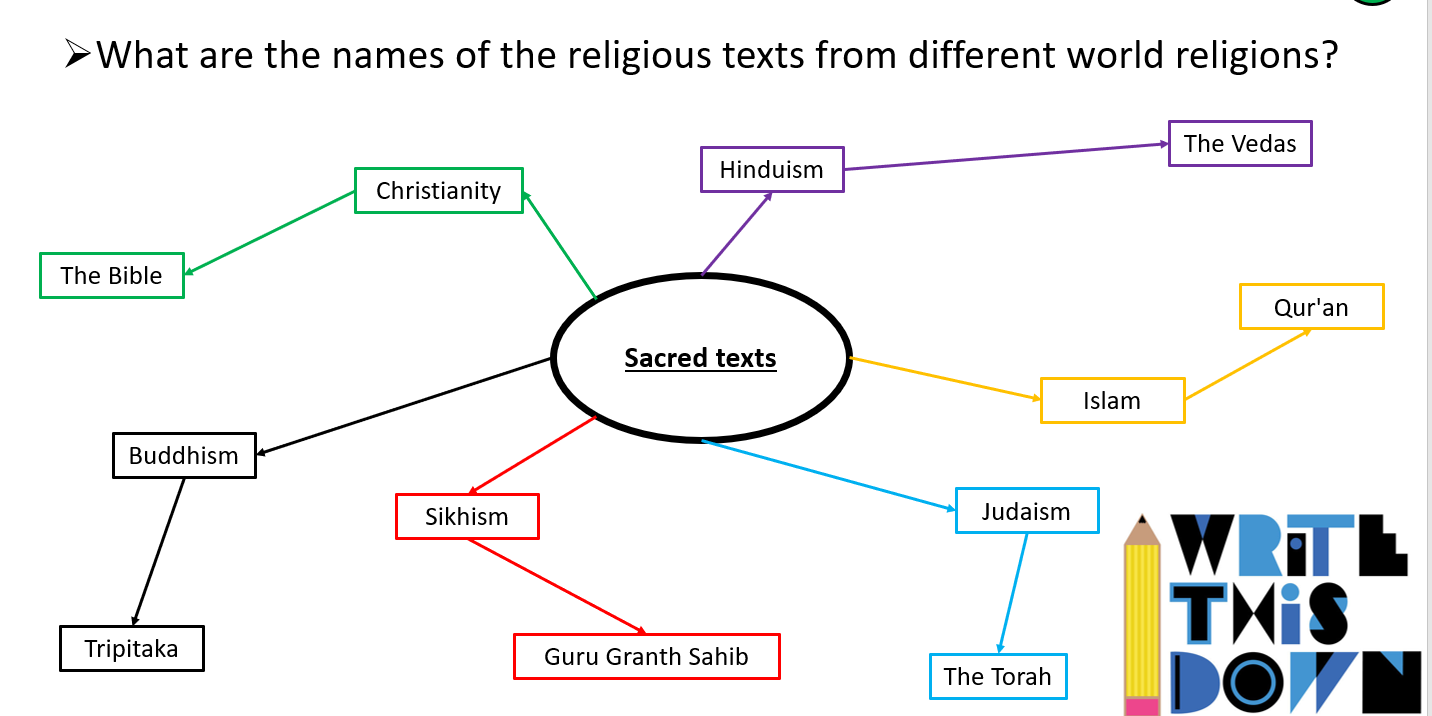 ➢What are the names of the religious texts from different world religions?
The Vedas
Hinduism
Christianity
The Bible
Qur'an
Sacred texts
Islam
Buddhism
Sikhism
Judaism
Tripitaka
Guru Granth Sahib
The Torah
WRiTE
THiS
DOWN